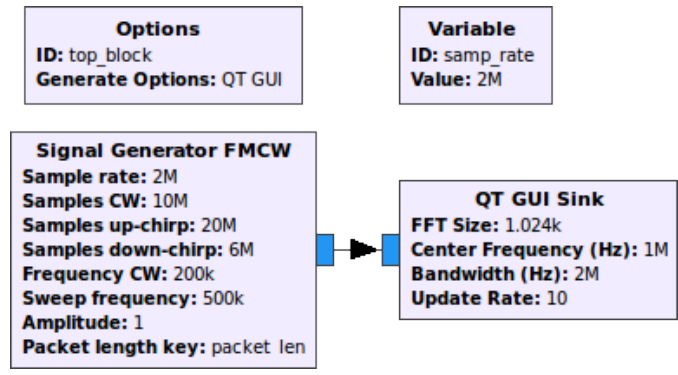 Options
ID: top_block
Generate Options: QT GUI
Variable
ID: samp_rate
Value: 2M
Signal Generator FMCW
Sample rate: 2M
Samples CW: 10M
Samples up-chirp: 20M
Samples down-chirp: 6M
Frequency CW: 200k
Sweep frequency: 500k
Amplitude: 1
Packet length key: packet_len
QT GUI Sink
FFT Size: 1.024k
Center Frequency (Hz): 1M
Bandwidth (Hz): 2M
Update Rate: 10